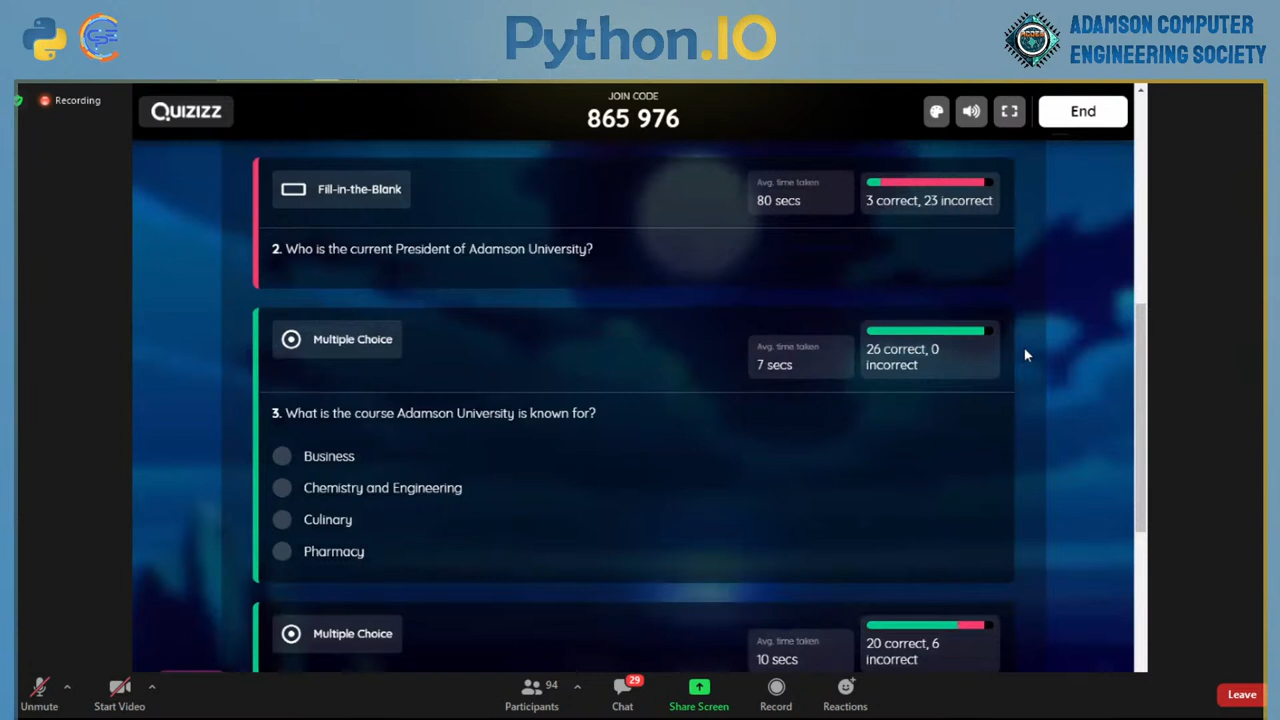 Python.IO
ADAMSON COMPUTER
ENGINEERING SOCIETY
Recording
Quizizz
JOIN CODE
865 976
End
Fill-in-the-Blank
Avg. time taken
80 secs
3 correct, 23 incorrect
2. Who is the current President of Adamson University?
Multiple Choice
Avg. time taken
7 secs
26 correct, 0
incorrect
3. What is the course Adamson University is known for?
Business
Chemistry and Engineering
Culinary
Pharmacy
Multiple Choice
Avg. time taken
10 secs
20 correct, 6
incorrect
94
29
Unmute
Start Video
Participants
Chat
Share Screen
Record
Reactions
Leave